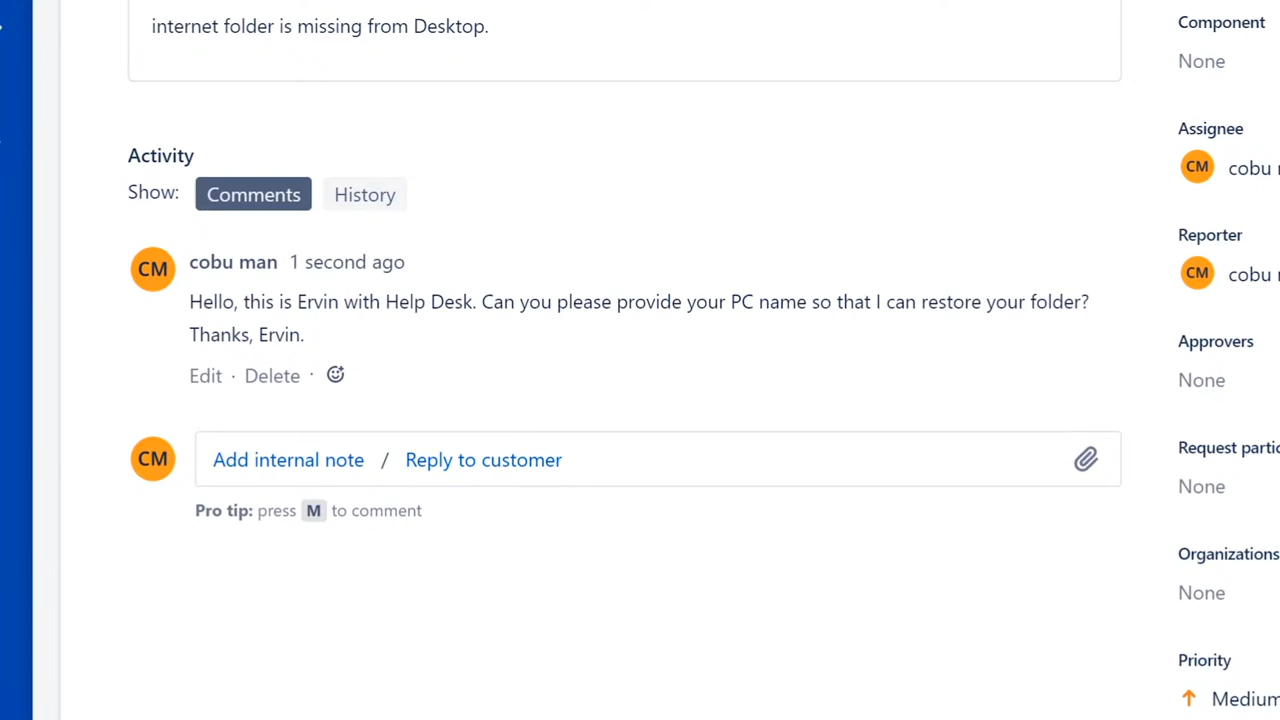 internet folder is missing from Desktop.
Activity
Show: Comments History
CM cobu man 1 second ago
Hello, this is Ervin with Help Desk. Can you please provide your PC name so that I can restore your folder?
Thanks, Ervin.
Edit · Delete ·
CM Add internal note / Reply to customer
Pro tip: press M to comment
Component
None
Assignee
CM cobu
Reporter
CM cobu
Approvers
None
Request
None
Organizations
None
Priority
Medium